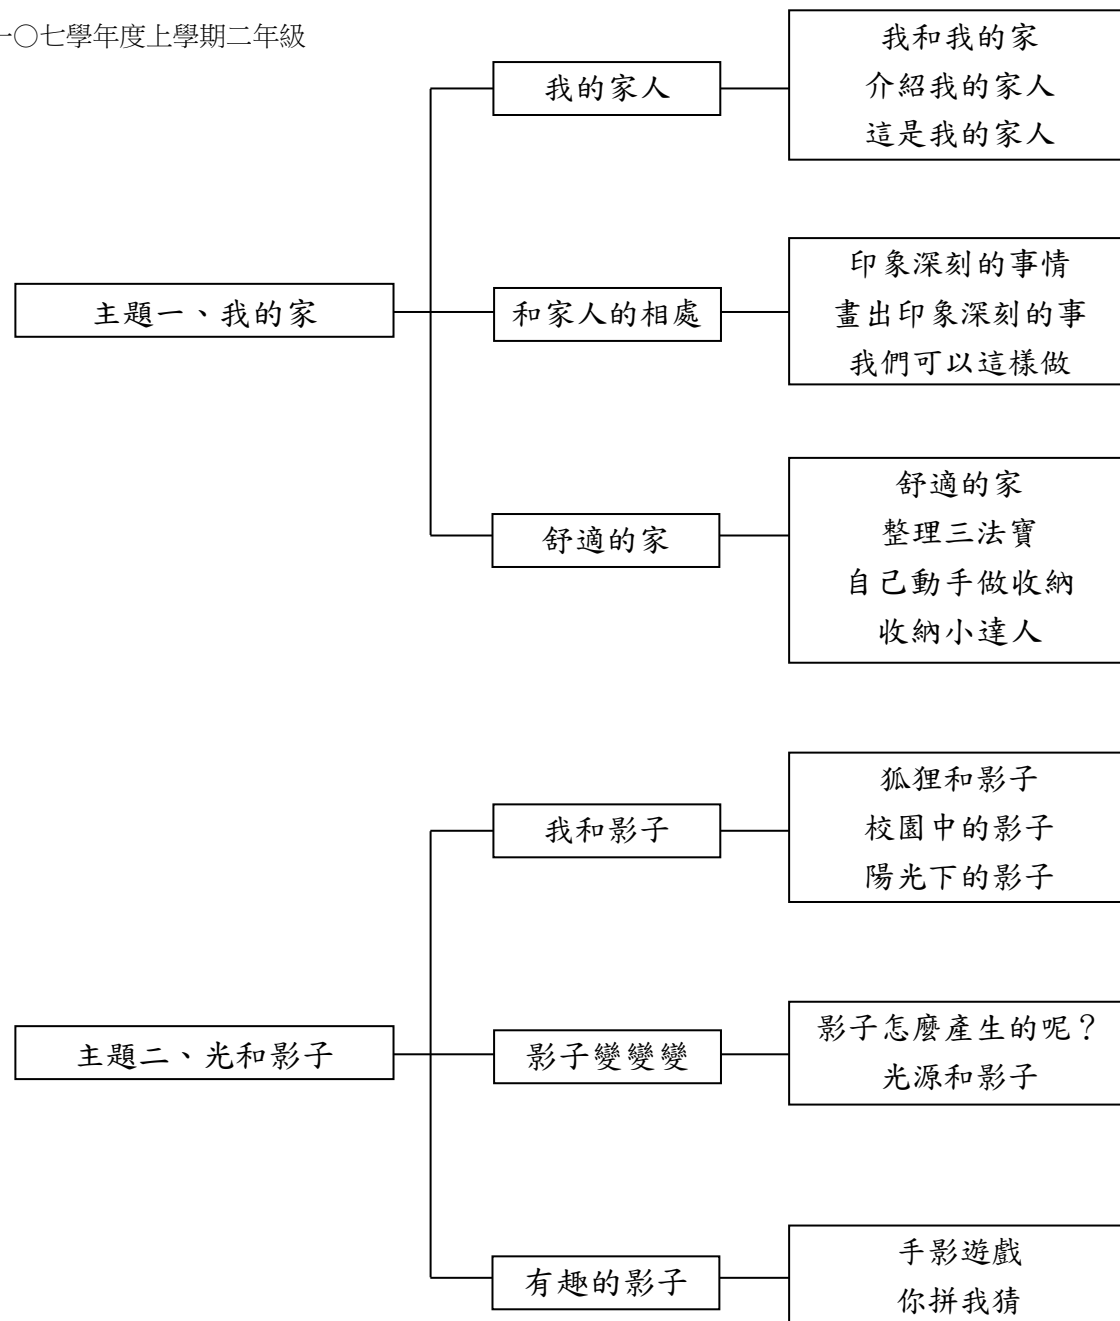 一○七學年度上學期二年級
主題一、我的家
我的家人
我和我的家
介紹我的家人
這是我的家人
和家人的相處
印象深刻的事情
畫出印象深刻的事
我們可以這樣做
舒適的家
舒適的家
整理三法寶
自己動手做收納
收納小達人
主題二、光和影子
我和影子
狐狸和影子
校園中的影子
陽光下的影子
影子變變變
影子怎麼產生的呢？
光源和影子
有趣的影子
手影遊戲
你拼我猜